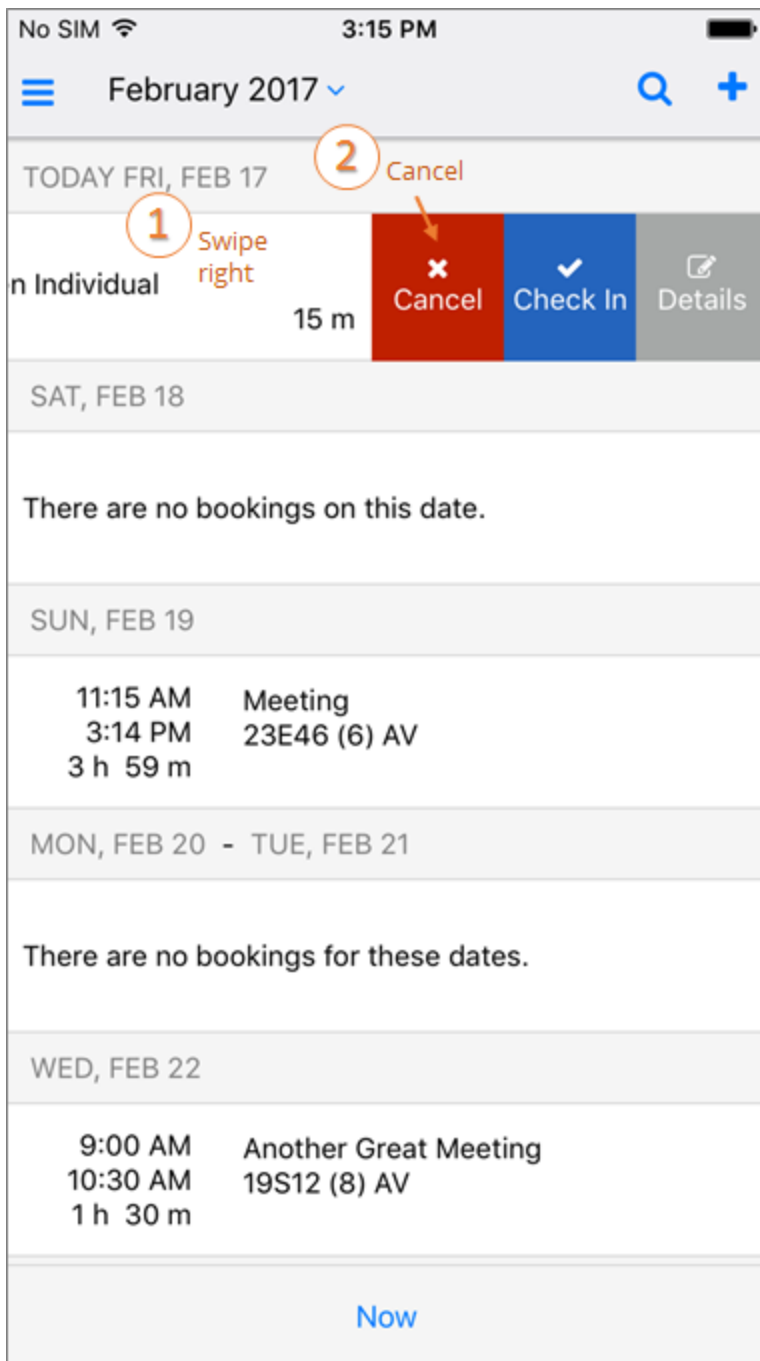 No SIM 3:15 PM
February 2017
TODAY FRI, FEB 17
2 Cancel
1 Swipe
right
n Individual
15 m
Cancel Check In Details
SAT, FEB 18
There are no bookings on this date.
SUN, FEB 19
11:15 AM Meeting
3:14 PM 23E46 (6) AV
3 h 59 m
MON, FEB 20 - TUE, FEB 21
There are no bookings for these dates.
WED, FEB 22
9:00 AM Another Great Meeting
10:30 AM 19S12 (8) AV
1 h 30 m
Now